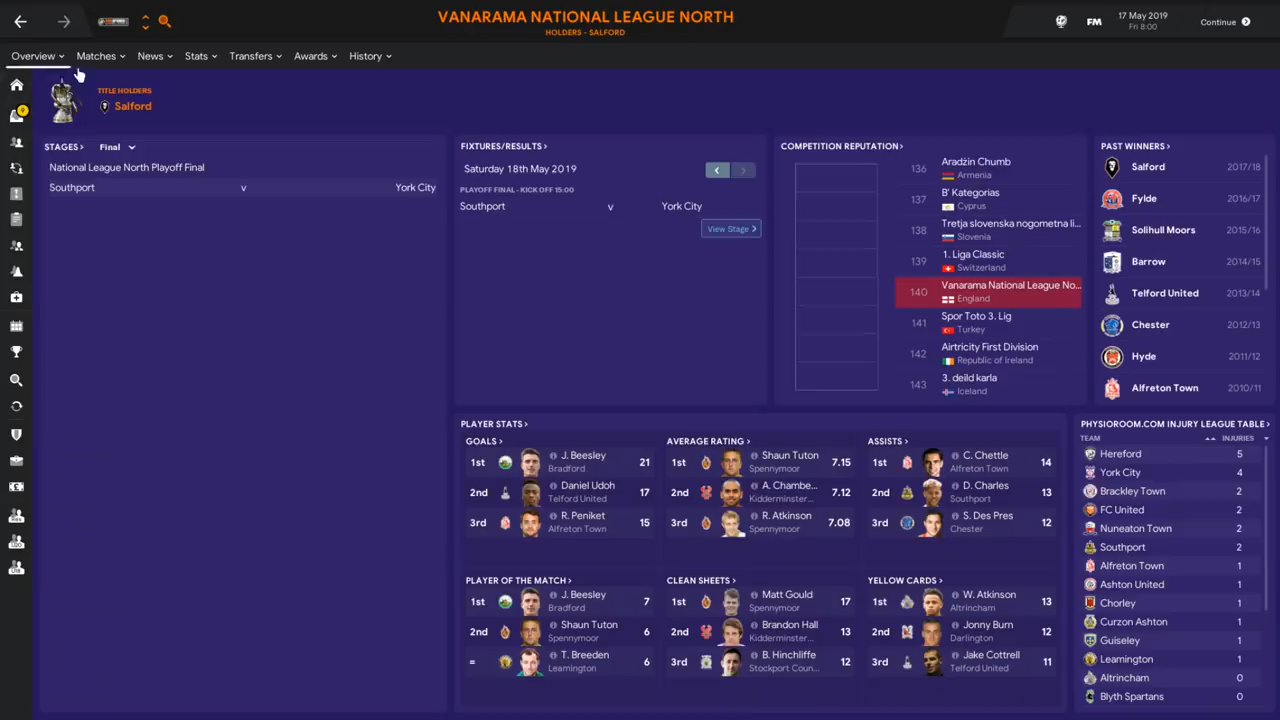 VANARAMA NATIONAL LEAGUE NORTH
HOLDERS - SALFORD
FM
17 May 2019
Fri 8:00
Continue
Overview
Matches
News
Stats
Transfers
Awards
History
TITLE HOLDERS
Salford
STAGES>
Final
National League North Playoff Final
Southport v York City
FIXTURES/RESULTS>
Saturday 18th May 2019
PLAYOFF FINAL - KICK OFF 15:00
Southport v York City
View Stage >
COMPETITION REPUTATION>
136 Aradżin Chumb
Armenia
137 B' Kategorias
Cyprus
138 Tretja slovenska nogometna li...
Slovenia
139 1. Liga Classic
Switzerland
140 Vanarama National League No...
England
141 Spor Toto 3. Lig
Turkey
142 Airtricity First Division
Republic of Ireland
143 3. deild karla
Iceland
PAST WINNERS>
Salford 2017/18
Fylde 2016/17
Solihull Moors 2015/16
Barrow 2014/15
Telford United 2013/14
Chester 2012/13
Hyde 2011/12
Alfreton Town 2010/11
PLAYER STATS>
GOALS>
1st J. Beesley 21
Bradford
2nd Daniel Udoh 17
Telford United
3rd R. Peniket 15
Alfreton Town
AVERAGE RATING>
1st Shaun Tuton 7.15
Spennymoor
2nd A. Chambe... 7.12
Kidderminster...
3rd R. Atkinson 7.08
Spennymoor
ASSISTS>
1st C. Chettle 14
Alfreton Town
2nd D. Charles 13
Southport
3rd S. Des Pres 12
Chester
PLAYER OF THE MATCH>
1st J. Beesley 7
Bradford
2nd Shaun Tuton 6
Spennymoor
= T. Breeden 6
Leamington
CLEAN SHEETS>
1st Matt Gould 17
Spennymoor
2nd Brandon Hall 13
Kidderminster...
3rd B. Hinchliffe 12
Stockport Coun...
YELLOW CARDS>
1st W. Atkinson 13
Altrincham
2nd Jonny Burn 12
Darlington
3rd Jake Cottrell 11
Telford United
PHYSIOROOM.COM INJURY LEAGUE TABLE>
TEAM INJURIES
Hereford 5
York City 4
Brackley Town 2
FC United 2
Nuneaton Town 2
Southport 2
Alfreton Town 1
Ashton United 1
Chorley 1
Curzon Ashton 1
Guiseley 1
Leamington 1
Altrincham 0
Blyth Spartans 0